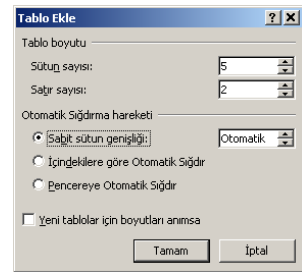 Tablo Ekle
Tablo boyutu
Sütun sayısı: 5
Satır sayısı: 2
Otomatik Sığdırma hareketi
Sabit sütun genişliği: Otomatik
İçindekilere göre Otomatik Sığdır
Pencereye Otomatik Sığdır
Yeni tablolar için boyutları anımsa
Tamam İptal